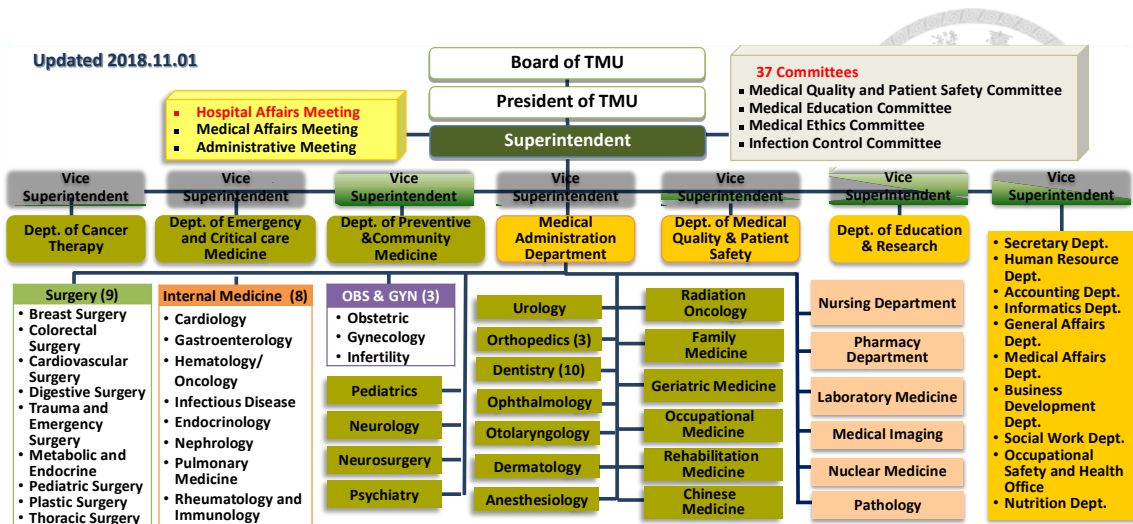 Updated 2018.11.01
Board of TMU
President of TMU
Superintendent
▪ Hospital Affairs Meeting
▪ Medical Affairs Meeting
▪ Administrative Meeting
37 Committees
▪ Medical Quality and Patient Safety Committee
▪ Medical Education Committee
▪ Medical Ethics Committee
▪ Infection Control Committee
Vice
Superintendent
Dept. of Cancer
Therapy
Vice
Superintendent
Dept. of Emergency
and Critical care
Medicine
Vice
Superintendent
Dept. of Preventive
&Community
Medicine
Vice
Superintendent
Medical
Administration
Department
Vice
Superintendent
Dept. of Medical
Quality & Patient
Safety
Vice
Superintendent
Dept. of Education
& Research
Vice
Superintendent
• Secretary Dept.
• Human Resource
Dept.
• Accounting Dept.
• Informatics Dept.
• General Affairs
Dept.
• Medical Affairs
Dept.
• Business
Development
Dept.
• Social Work Dept.
• Occupational
Safety and Health
Office
• Nutrition Dept.
Surgery (9)
• Breast Surgery
• Colorectal
Surgery
• Cardiovascular
Surgery
• Digestive Surgery
• Trauma and
Emergency
Surgery
• Metabolic and
Endocrine
• Pediatric Surgery
• Plastic Surgery
• Thoracic Surgery
Internal Medicine (8)
• Cardiology
• Gastroenterology
• Hematology/
Oncology
• Infectious Disease
• Endocrinology
• Nephrology
• Pulmonary
Medicine
• Rheumatology and
Immunology
OBS & GYN (3)
• Obstetric
• Gynecology
• Infertility
Pediatrics
Neurology
Neurosurgery
Psychiatry
Urology
Orthopedics (3)
Dentistry (10)
Ophthalmology
Otolaryngology
Dermatology
Anesthesiology
Radiation
Oncology
Family
Medicine
Geriatric Medicine
Occupational
Medicine
Rehabilitation
Medicine
Chinese
Medicine
Nursing Department
Pharmacy
Department
Laboratory Medicine
Medical Imaging
Nuclear Medicine
Pathology